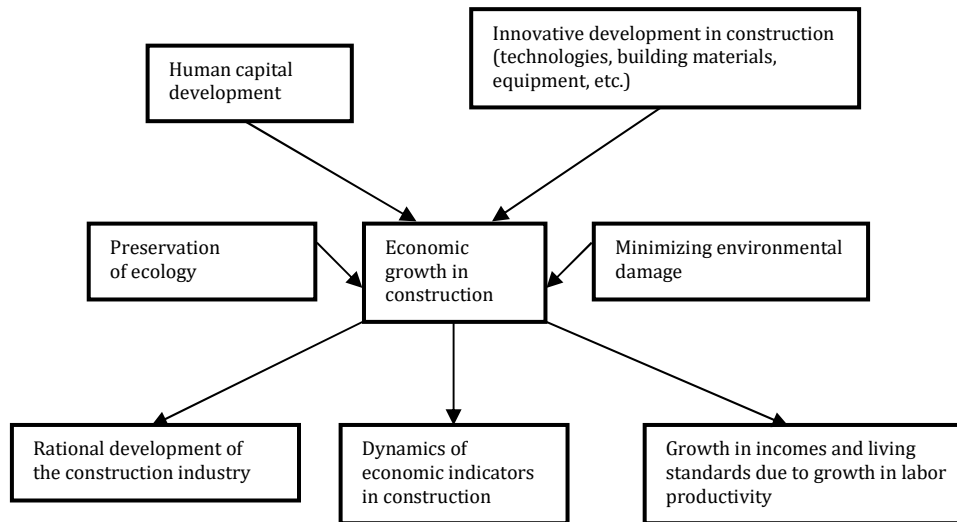 Innovative development in construction
(technologies, building materials,
equipment, etc.)
Human capital
development
Preservation
of ecology
Economic
growth in
construction
Minimizing environmental
damage
Rational development of
the construction industry
Dynamics of
economic indicators
in construction
Growth in incomes and living
standards due to growth in labor
productivity